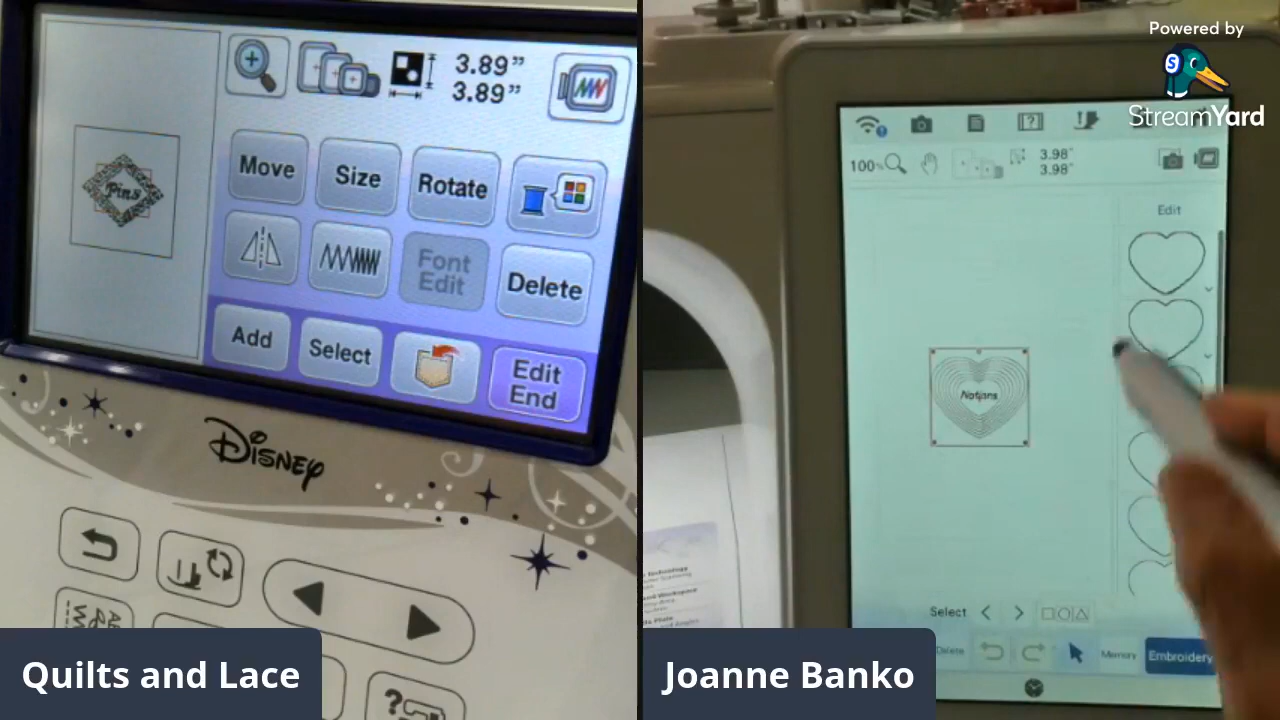 3.89”
3.89”
Move
Size
Rotate
Font
Edit
Delete
Add
Select
Edit
End
Pins
Disney
Quilts and Lace
Powered by
StreamYard
100%
3.98"
3.98"
Edit
Notions
Select
Delete
Memory
Embroidery
Joanne Banko